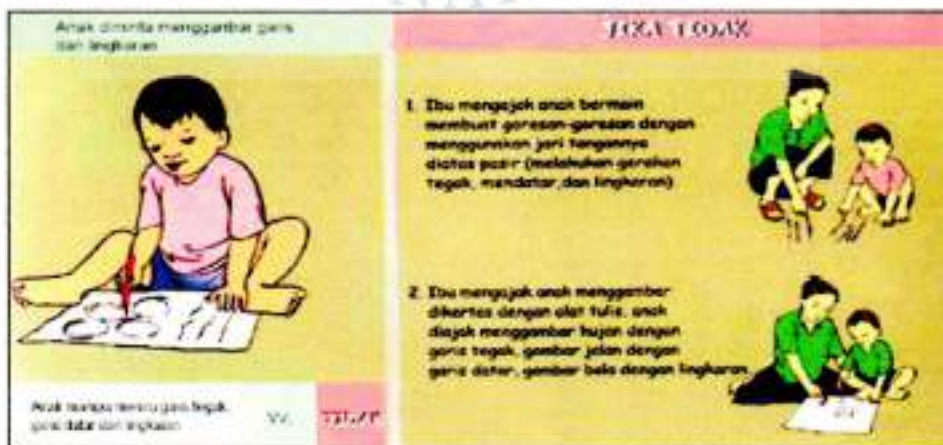 Anak diminta menggambar garis
dan lingkaran
JIKA TIDAK
1. Ibu mengajak anak bermain
membuat goresan-goresan dengan
menggunakan jari tangannya
diatas pasir (melakukan gerakan
tegak, mendatar, dan lingkaran)
2. Ibu mengajak anak menggambar
dikertas dengan alat tulis, anak
diajak menggambar hujan dengan
garis tegak, gambar jalan dengan
garis datar, gambar bola dengan lingkaran
Anak mampu meniru garis tegak,
garis datar dan lingkaran
YA
TIDAK